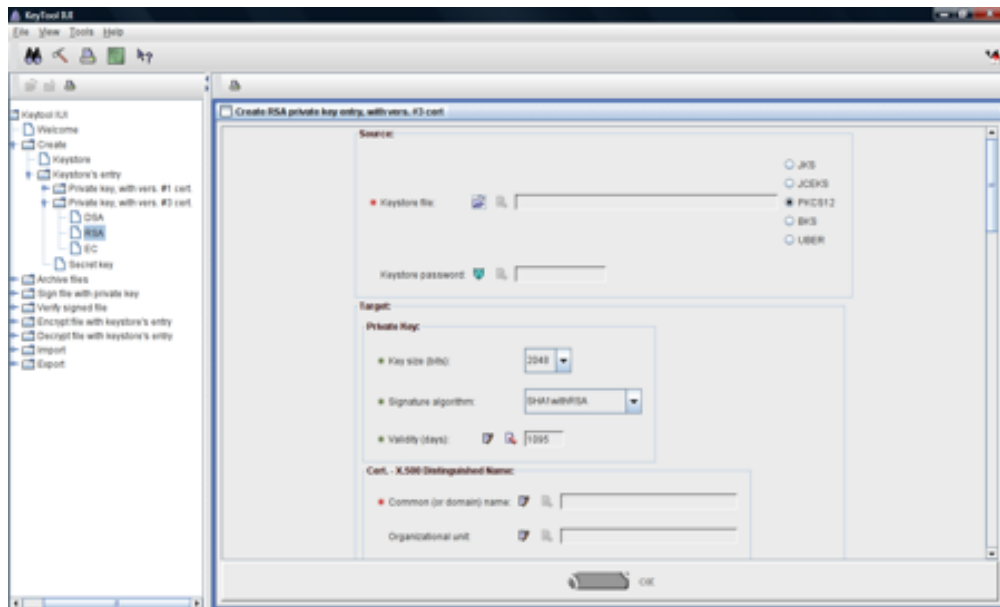 KeyTool IUI
File View Tools Help
Keytool IUI
Welcome
Create
Keystore
Keystore's entry
Private key, with vers. #1 cert.
Private key, with vers. #3 cert.
DSA
RSA
EC
Secret key
Archive files
Sign file with private key
Verify signed file
Encrypt file with keystore's entry
Decrypt file with keystore's entry
Import
Export
Create RSA private key entry, with vers. #3 cert
Source:
Keystore file:
JKS
JCEKS
PKCS12
BKS
UBER
Keystore password:
Target:
Private Key:
Key size (bits): 2048
Signature algorithm: SHA1withRSA
Validity (days): 1095
Cert. - X.500 Distinguished Name:
Common (or domain) name:
Organizational unit
OK